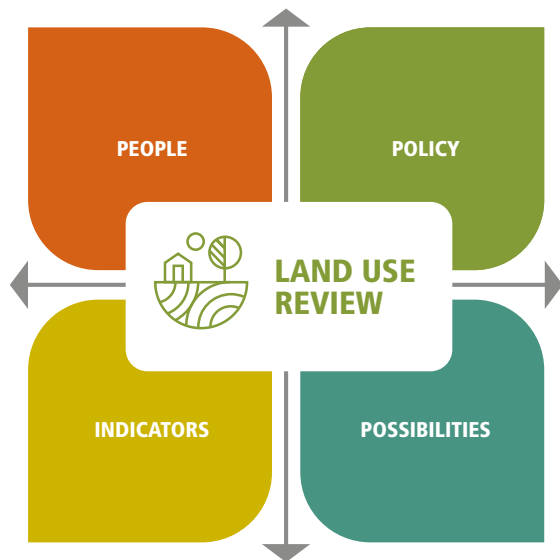 PEOPLE
POLICY
LAND USE
REVIEW
INDICATORS
POSSIBILITIES